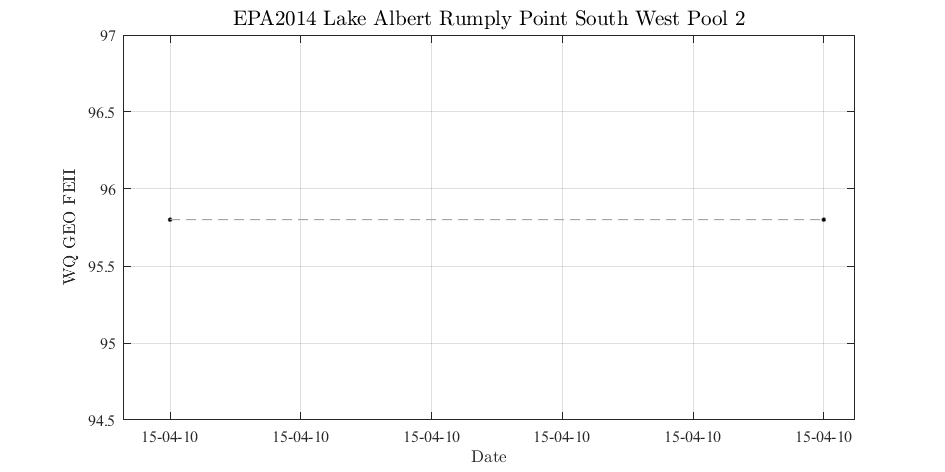 EPA2014 Lake Albert Rumply Point South West Pool 2
97
96.5
96
95.5
95
94.5
WQ GEO FEII
15-04-10 15-04-10 15-04-10 15-04-10 15-04-10 15-04-10
Date